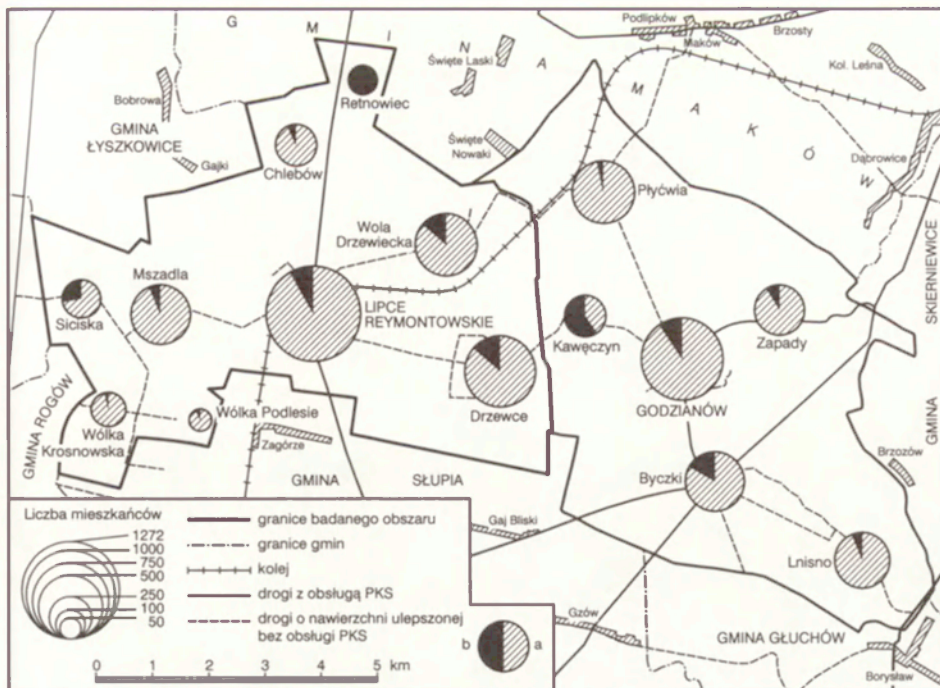 G M I N A M A K Ó W
Podlipków
Brzosty
Maków
Święte Laski
Kol. Leśna
Bobrowa
Retnowiec
GMINA
ŁYSZKOWICE
Gajki
Chlebów
Święte
Nowaki
Dąbrowice
Płyćwia
Wola
Drzewiecka
Mszadla
Siciska
LIPCE
REYMONTOWSKIE
Kawęczyn
Zapady
SKIERNIEWICE
GMINA
Drzewce
GODZIANÓW
GMINA ROGÓW
Wólka
Krosnowska
Wólka Podlesie
Zagórze
GMINA SŁUPIA
Byczki
Brzozów
Gaj Bliski
Lnisno
Gzów
GMINA GŁUCHÓW
Borysław
Liczba mieszkańców
1272
1000
750
500
250
100
50
granice badanego obszaru
granice gmin
kolej
drogi z obsługą PKS
drogi o nawierzchni ulepszonej
bez obsługi PKS
b a
0 1 2 3 4 5 km